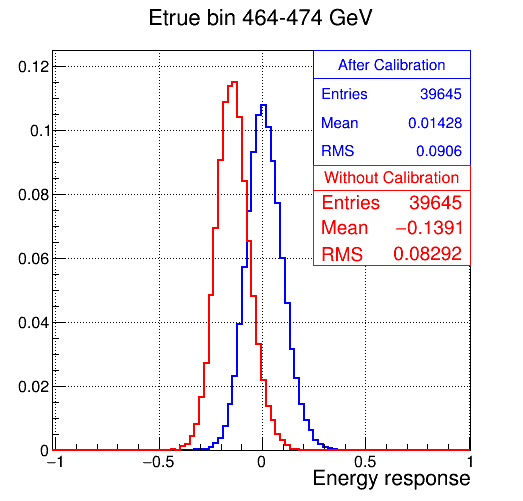 Etrue bin 464-474 GeV
After Calibration
Entries 39645
Mean 0.01428
RMS 0.0906
Without Calibration
Entries 39645
Mean −0.1391
RMS 0.08292
0.12
0.1
0.08
0.06
0.04
0.02
0
−1 −0.5 0 0.5 1
Energy response